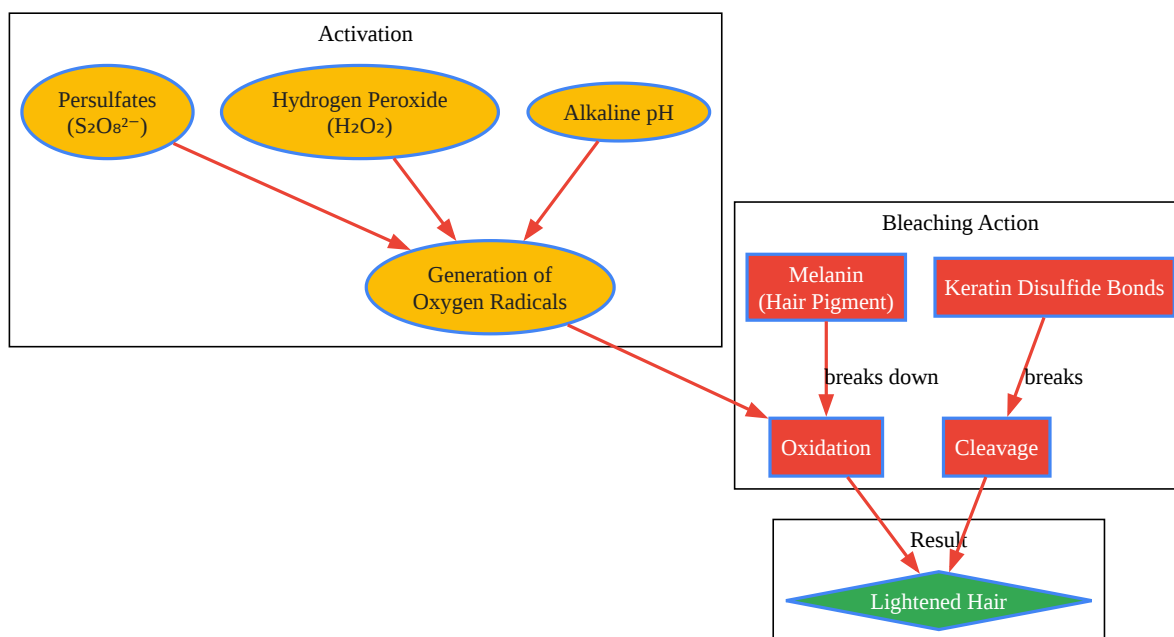 Activation
Persulfates
(S₂O₈²⁻)
Hydrogen Peroxide
(H₂O₂)
Alkaline pH
Generation of
Oxygen Radicals
Bleaching Action
Melanin
(Hair Pigment)
Keratin Disulfide Bonds
breaks down
breaks
Oxidation
Cleavage
Result
Lightened Hair